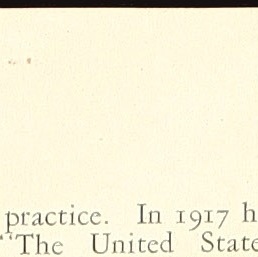 practice. In 1917 h
"The United State